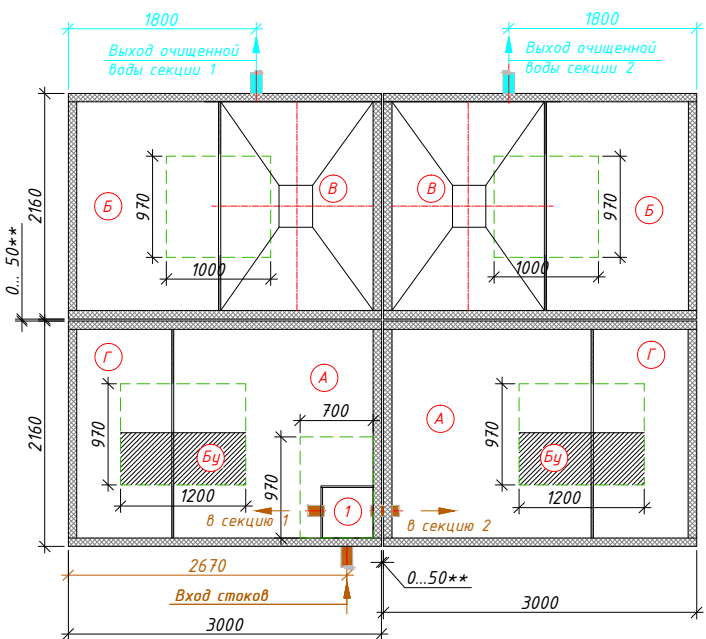 1800
1800
Выход очищенной
воды секции 1
Выход очищенной
воды секции 2
2160
0... 50**
Б
970
1000
В
В
970
1000
Б
2160
Г
970
Бу
1200
А
700
970
1
А
Г
970
Бу
1200
в секцию 1
в секцию 2
2670
Вход стоков
0...50**
3000
3000